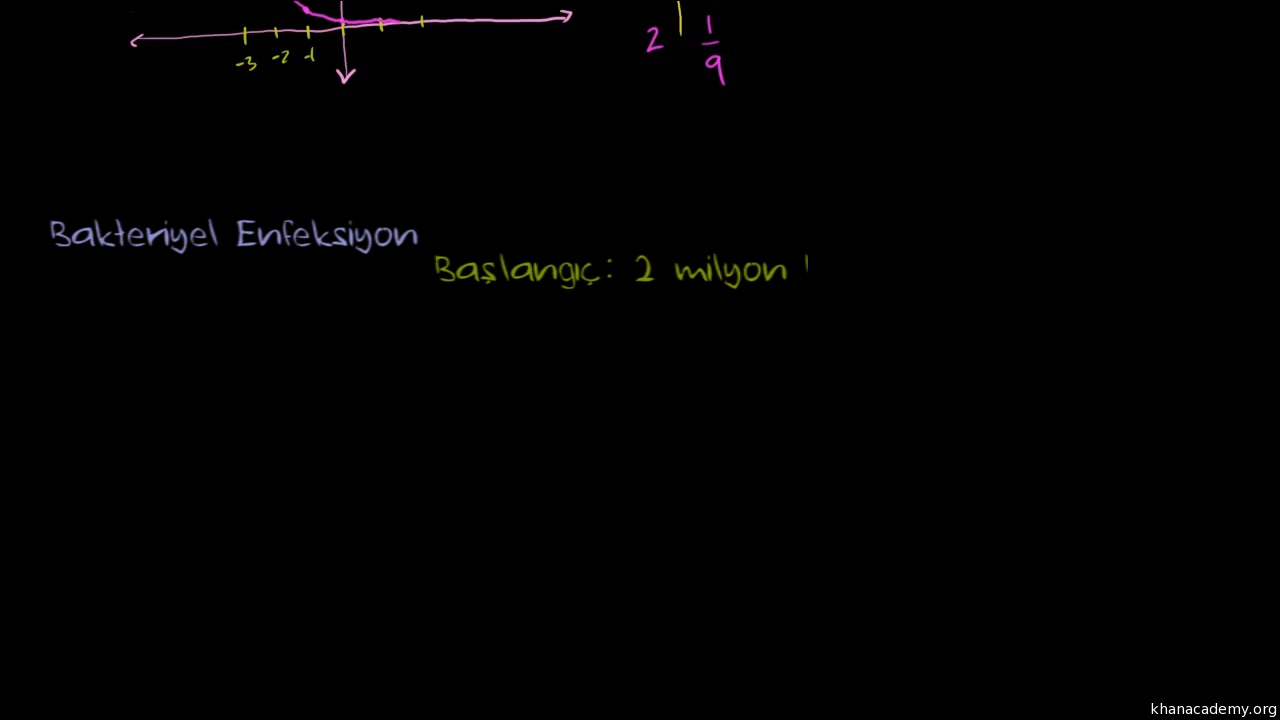 -3 -2 -1
2 1/9
Bakteriyel Enfeksiyon
Başlangıç: 2 milyon
khanacademy.org